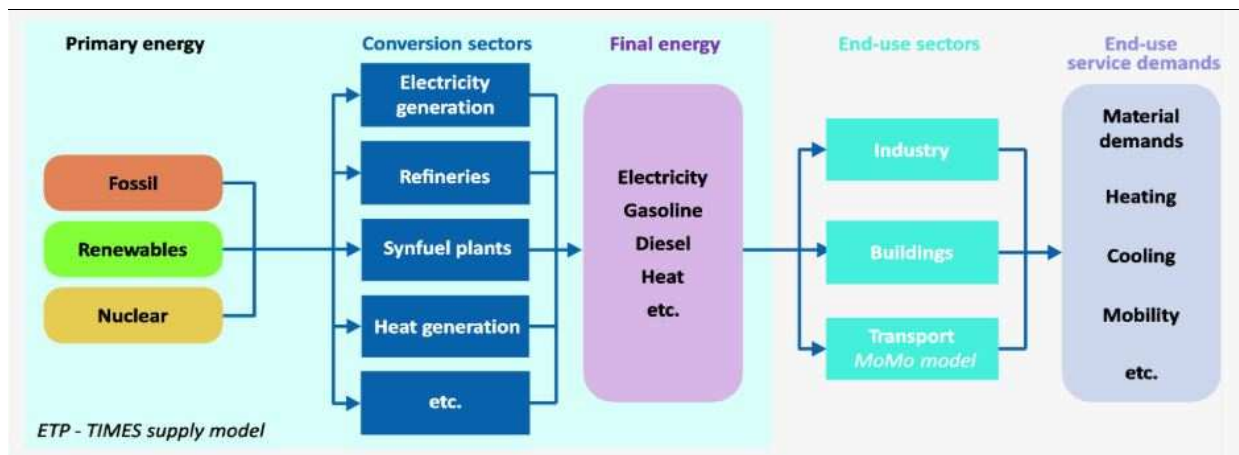 Primary energy
Conversion sectors
Final energy
End-use sectors
End-use
service demands
Fossil
Renewables
Nuclear
Electricity
generation
Refineries
Synfuel plants
Heat generation
etc.
Electricity
Gasoline
Diesel
Heat
etc.
Industry
Buildings
Transport
MoMo model
Material
demands
Heating
Cooling
Mobility
etc.
ETP - TIMES supply model